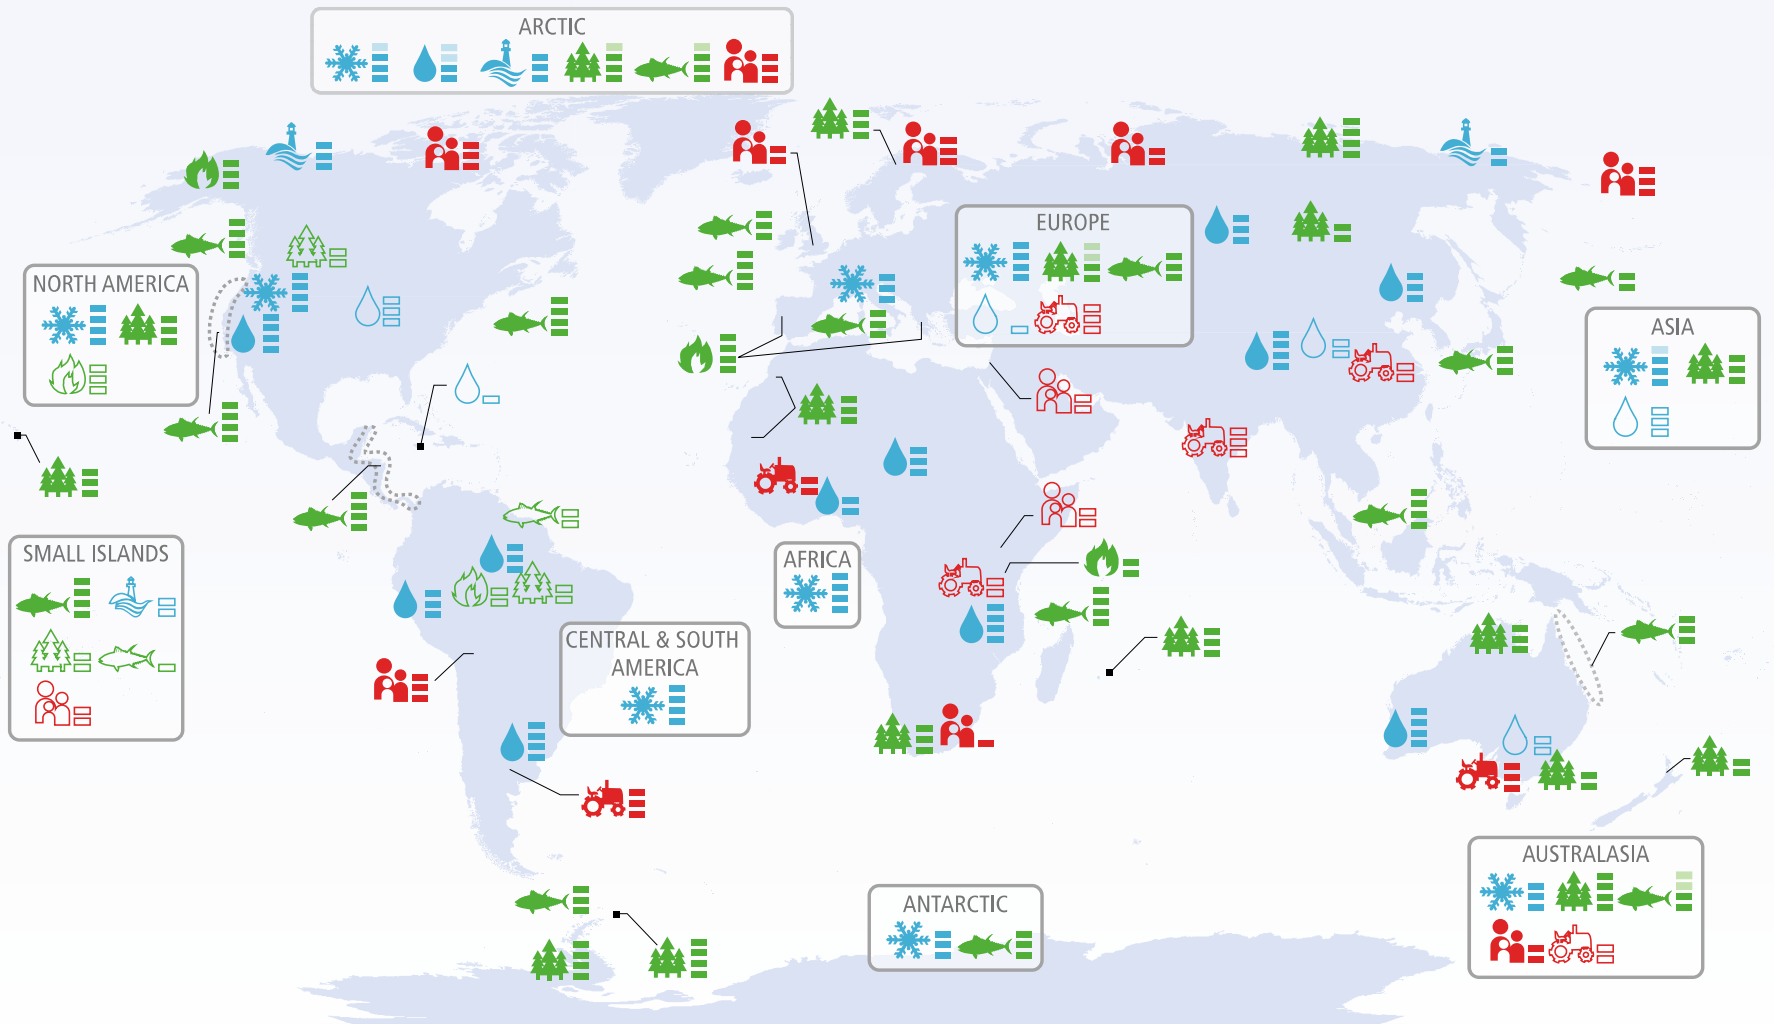 ARCTIC
EUROPE
NORTH AMERICA
ASIA
SMALL ISLANDS
AFRICA
CENTRAL & SOUTH
AMERICA
AUSTRALASIA
ANTARCTIC